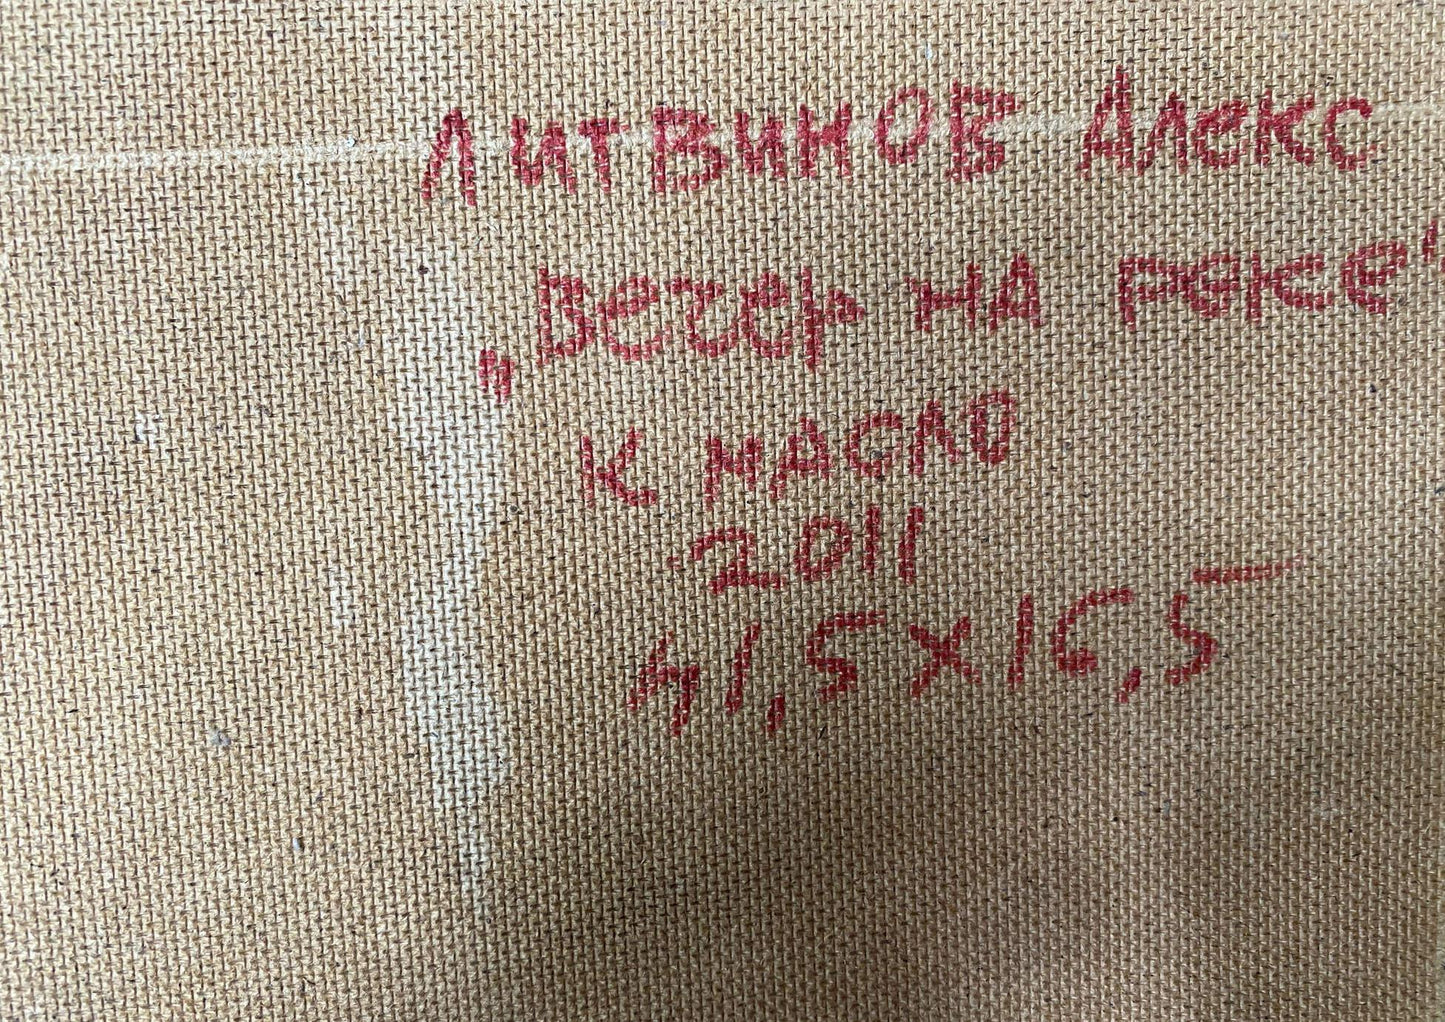 Литвинов Алекс
„Вечер на реке"
К масло
2011
41,5х16,5